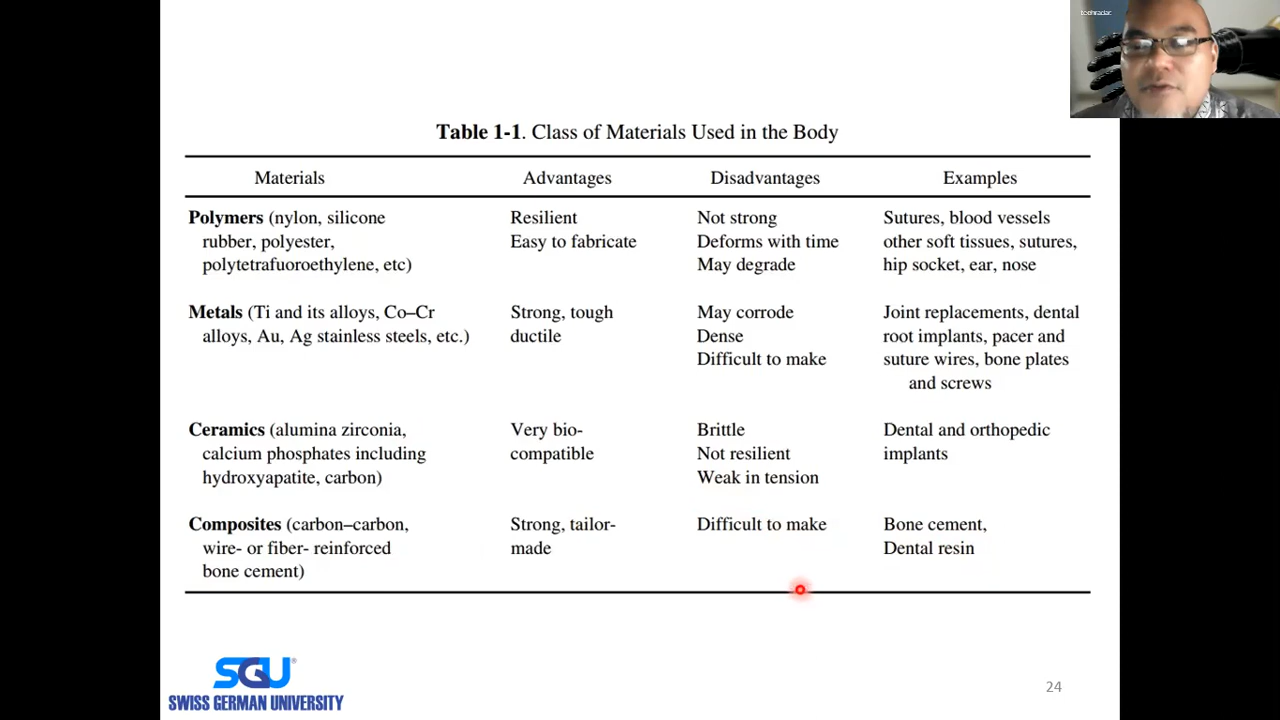 techradar.
Table 1-1. Class of Materials Used in the Body
Materials Advantages Disadvantages Examples
Polymers (nylon, silicone Resilient Not strong Sutures, blood vessels
rubber, polyester, Easy to fabricate Deforms with time other soft tissues, sutures,
polytetrafuoroethylene, etc) May degrade hip socket, ear, nose
Metals (Ti and its alloys, Co–Cr Strong, tough May corrode Joint replacements, dental
alloys, Au, Ag stainless steels, etc.) ductile Dense root implants, pacer and
Difficult to make suture wires, bone plates
and screws
Ceramics (alumina zirconia, Very bio- Brittle Dental and orthopedic
calcium phosphates including compatible Not resilient implants
hydroxyapatite, carbon) Weak in tension
Composites (carbon–carbon, Strong, tailor- Difficult to make Bone cement,
wire- or fiber- reinforced made Dental resin
bone cement)
SGU®
SWISS GERMAN UNIVERSITY
24